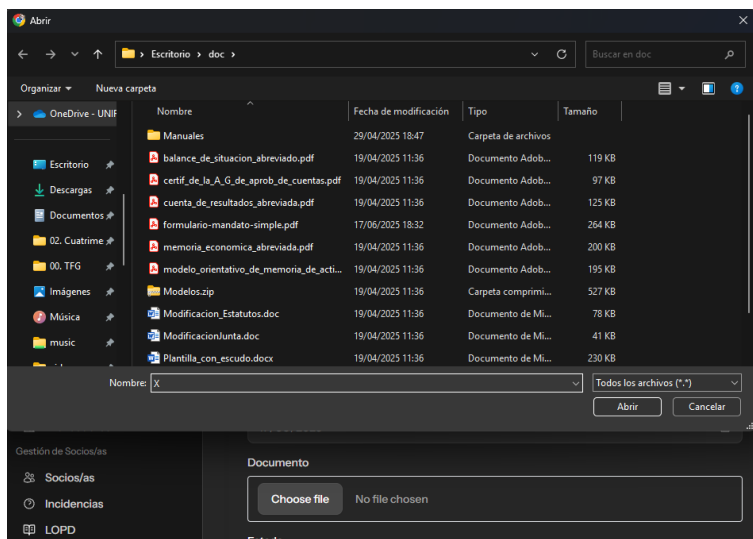 Abrir
Escritorio > doc >
Buscar en doc
Organizar
Nueva carpeta
OneDrive - UNIF
Escritorio
Descargas
Documentos
02. Cuatrime
00. TFG
Imágenes
Música
music
Nombre Fecha de modificación Tipo Tamaño
Manuales 29/04/2025 18:47 Carpeta de archivos
balance_de_situacion_abreviado.pdf 19/04/2025 11:36 Documento Adob... 119 KB
certif_de_la_A_G_de_aprob_de_cuentas.pdf 19/04/2025 11:36 Documento Adob... 97 KB
cuenta_de_resultados_abreviada.pdf 19/04/2025 11:36 Documento Adob... 125 KB
formulario-mandato-simple.pdf 17/06/2025 18:32 Documento Adob... 264 KB
memoria_economica_abreviada.pdf 19/04/2025 11:36 Documento Adob... 200 KB
modelo_orientativo_de_memoria_de_acti... 19/04/2025 11:36 Documento Adob... 195 KB
Modelos.zip 19/04/2025 11:36 Carpeta comprimi... 527 KB
Modificacion_Estatutos.doc 19/04/2025 11:36 Documento de Mi... 78 KB
ModificacionJunta.doc 19/04/2025 11:36 Documento de Mi... 41 KB
Plantilla_con_escudo.docx 19/04/2025 11:36 Documento de Mi... 230 KB
Nombre: X
Todos los archivos (*.*)
Abrir Cancelar
Gestión de Socios/as
Socios/as
Incidencias
LOPD
Documento
Choose file No file chosen